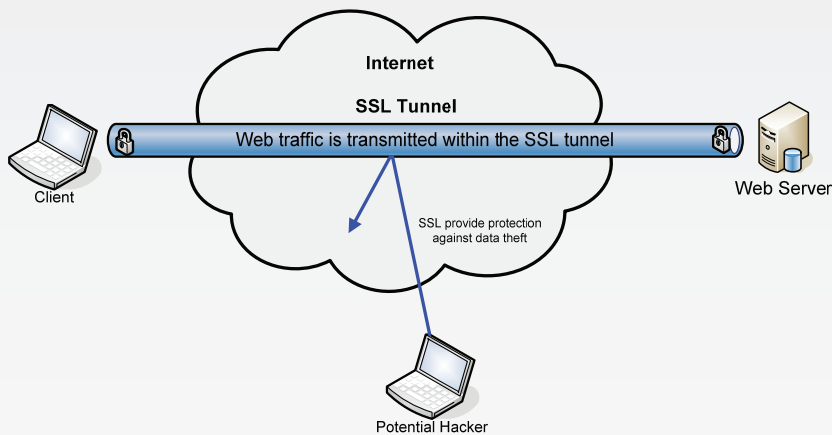 Internet
SSL Tunnel
Web traffic is transmitted within the SSL tunnel
Client
Web Server
SSL provide protection
against data theft
Potential Hacker